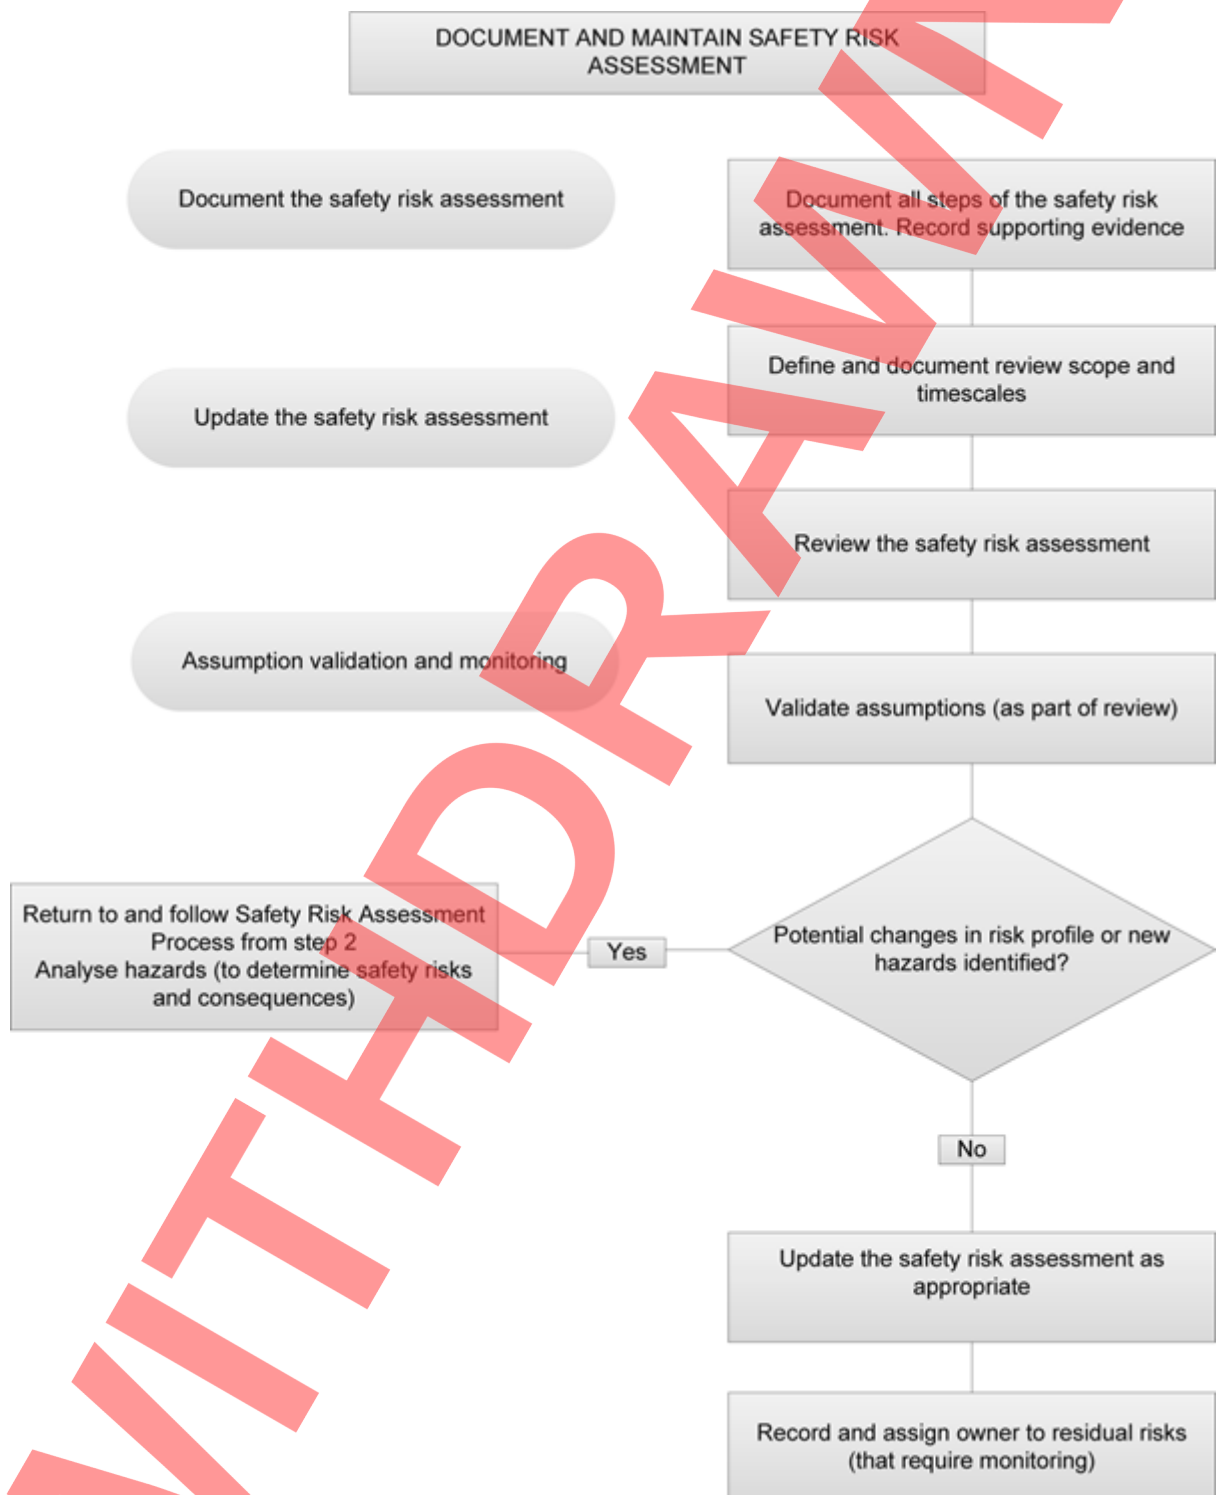 DOCUMENT AND MAINTAIN SAFETY RISK
ASSESSMENT
Document the safety risk assessment
Document all steps of the safety risk
assessment. Record supporting evidence
Define and document review scope and
timescales
Update the safety risk assessment
Review the safety risk assessment
Assumption validation and monitoring
Validate assumptions (as part of review)
Return to and follow Safety Risk Assessment
Process from step 2
Analyse hazards (to determine safety risks
and consequences)
Yes
Potential changes in risk profile or new
hazards identified?
No
Update the safety risk assessment as
appropriate
Record and assign owner to residual risks
(that require monitoring)
WITHDRAWN